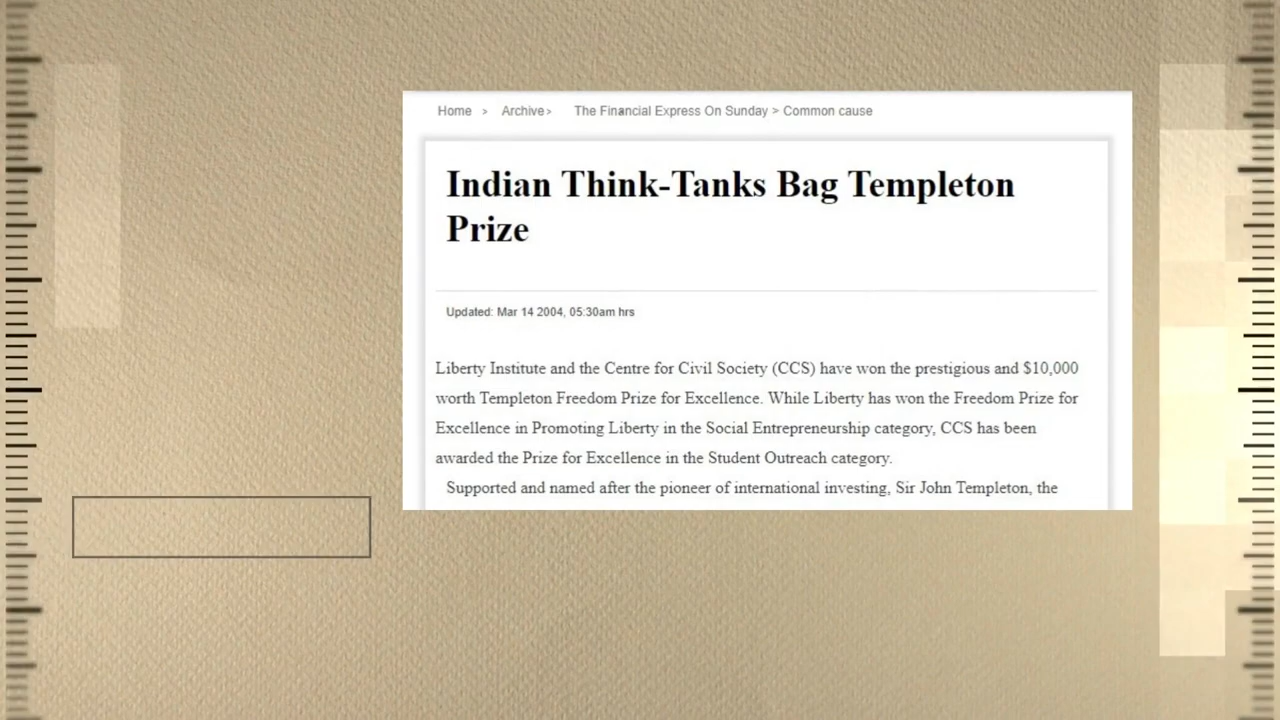 Home > Archive > The Financial Express On Sunday > Common cause
Indian Think-Tanks Bag Templeton
Prize
Updated: Mar 14 2004, 05:30am hrs
Liberty Institute and the Centre for Civil Society (CCS) have won the prestigious and $10,000
worth Templeton Freedom Prize for Excellence. While Liberty has won the Freedom Prize for
Excellence in Promoting Liberty in the Social Entrepreneurship category, CCS has been
awarded the Prize for Excellence in the Student Outreach category.
Supported and named after the pioneer of international investing, Sir John Templeton, the